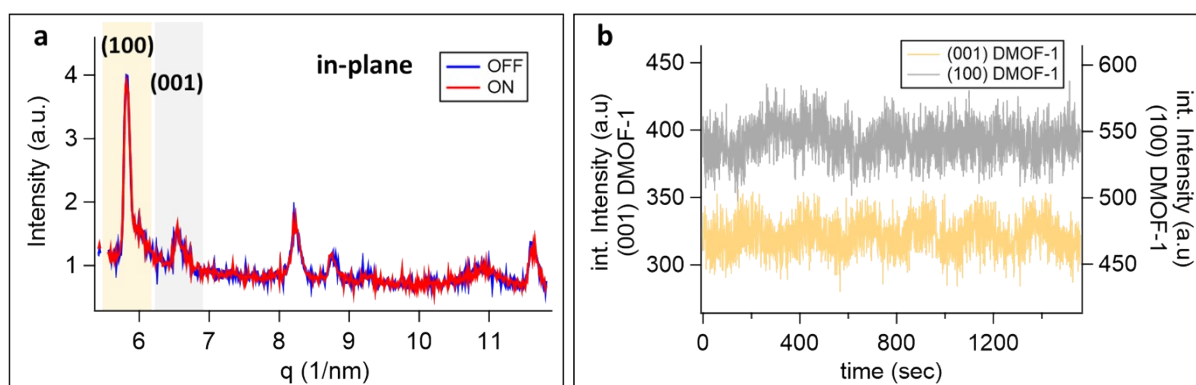 a
(100)
(001)
in-plane
OFF
ON
4
3
2
1
Intensity (a.u.)
6
7
8
9
10
11
q (1/nm)
b
(001) DMOF-1
(100) DMOF-1
450
400
350
300
int. Intensity (a.u)
(001) DMOF-1
600
550
500
450
int. Intensity (a.u)
(100) DMOF-1
0
400
800
1200
time (sec)